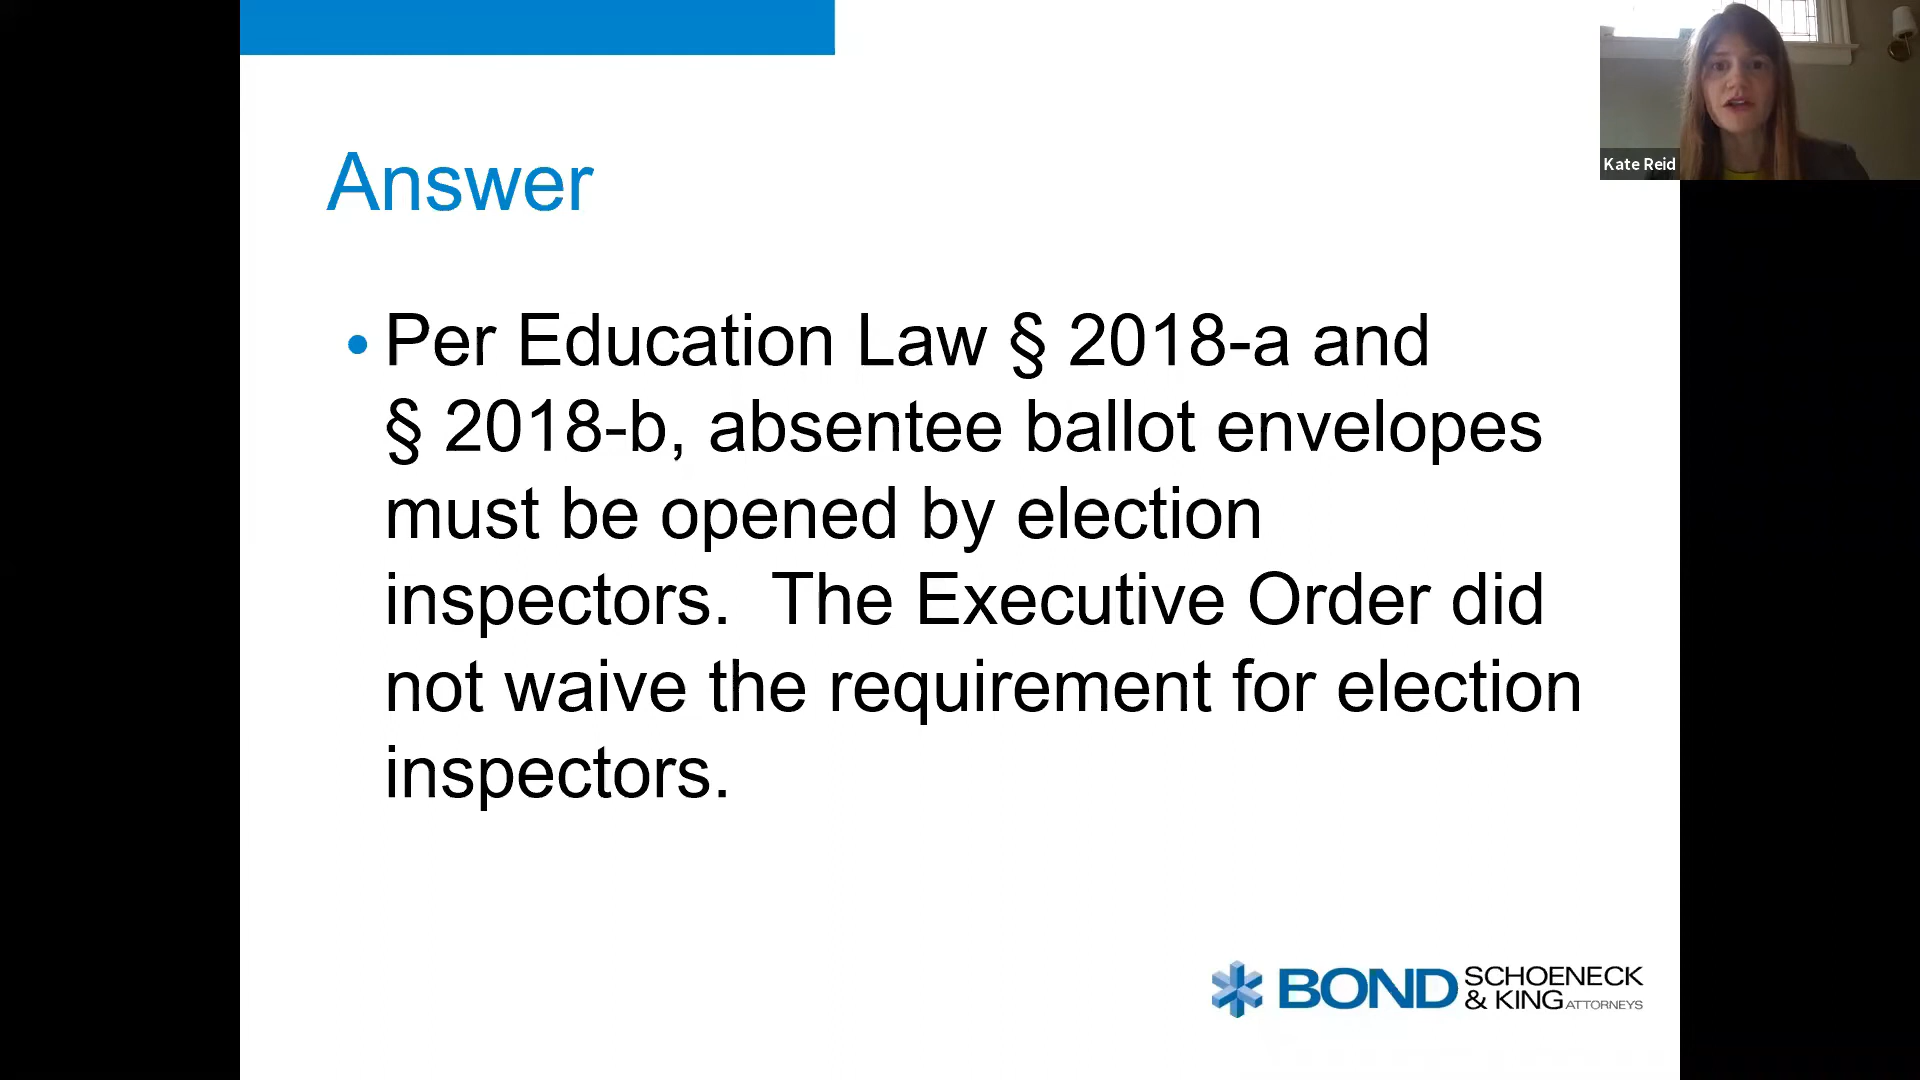 Answer
• Per Education Law § 2018-a and
§ 2018-b, absentee ballot envelopes
must be opened by election
inspectors.  The Executive Order did
not waive the requirement for election
inspectors.
Kate Reid
BOND SCHOENECK
& KING ATTORNEYS